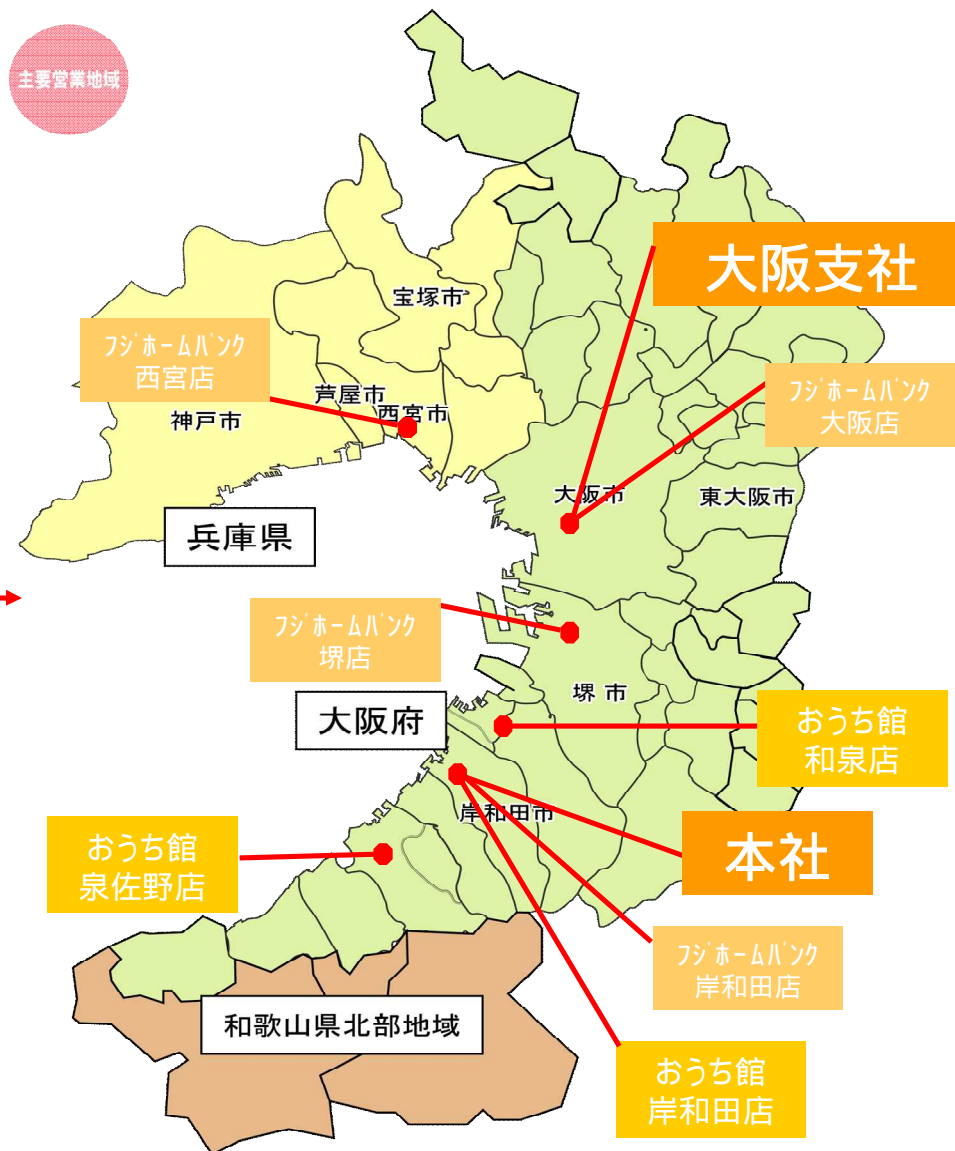 主要営業地域
大阪支社
宝塚市
フジホームバンク
西宮店
芦屋市
西宮市
神戸市
フジホームバンク
大阪店
大阪市
東大阪市
兵庫県
フジホームバンク
堺店
堺 市
大阪府
おうち館
和泉店
岸和田市
本社
おうち館
泉佐野店
フジホームバンク
岸和田店
和歌山県北部地域
おうち館
岸和田店